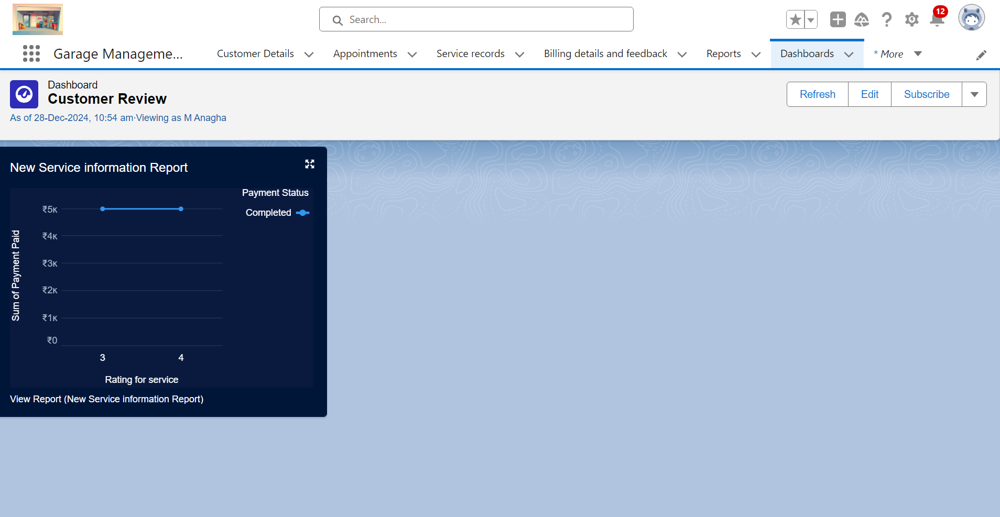 Search...
12
Garage Manageme...
Customer Details
Appointments
Service records
Billing details and feedback
Reports
Dashboards
* More
Dashboard
Customer Review
As of 28-Dec-2024, 10:54 am·Viewing as M Anagha
Refresh
Edit
Subscribe
New Service information Report
Payment Status
Completed
Sum of Payment Paid
₹5K
₹4K
₹3K
₹2K
₹1K
₹0
3
4
Rating for service
View Report (New Service information Report)